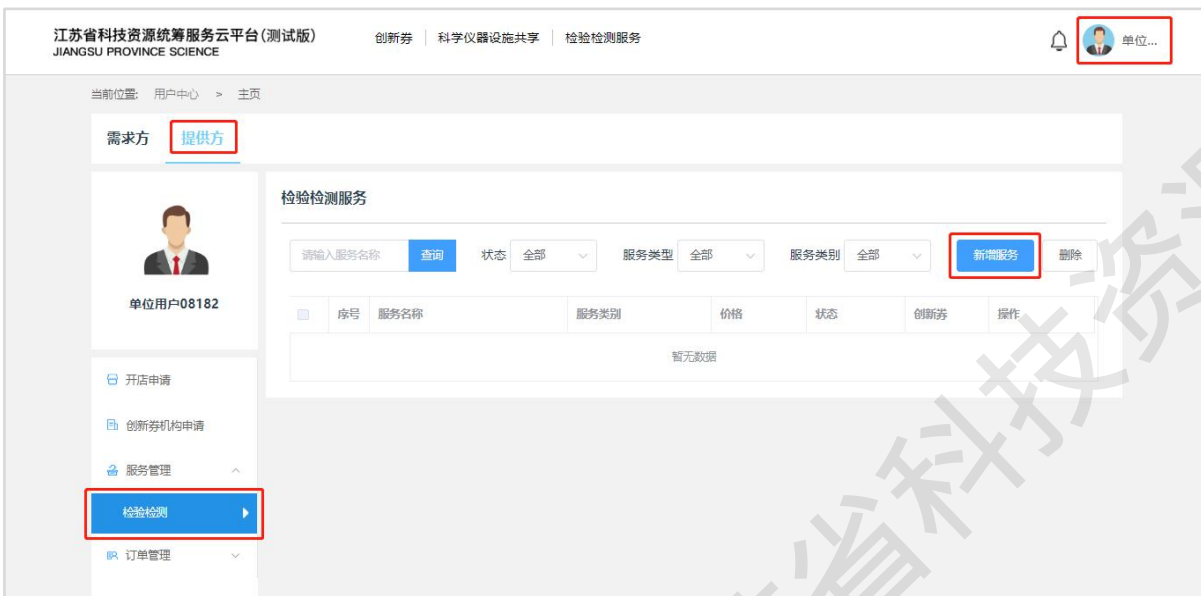 江苏省科技资源统筹服务云平台(测试版) 创新券 科学仪器设施共享 检验检测服务 单位...
JIANGSU PROVINCE SCIENCE
当前位置: 用户中心 > 主页
需求方 提供方
检验检测服务
请输入服务名称 查询 状态 全部 服务类型 全部 服务类别 全部 新增服务 删除
单位用户08182
序号 服务名称 服务类别 价格 状态 创新券 操作
暂无数据
开店申请
创新券机构申请
服务管理
检验检测
订单管理
省科技资